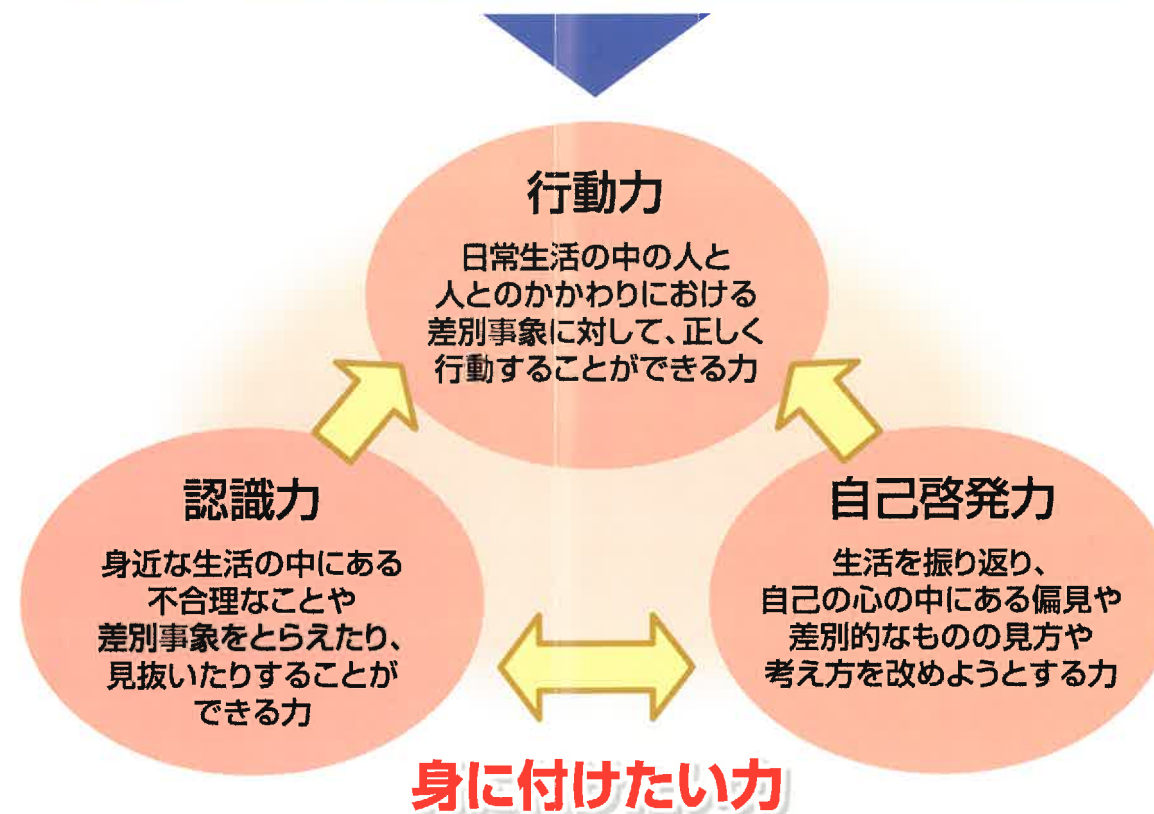 行動力
日常生活の中の人と
人とのかかわりにおける
差別事象に対して、正しく
行動することができる力
認識力
身近な生活の中にある
不合理なことや
差別事象をとらえたり、
見抜いたりすることが
できる力
自己啓発力
生活を振り返り、
自己の心の中にある偏見や
差別的なものの見方や
考え方を改めようとする力
身に付けたい力